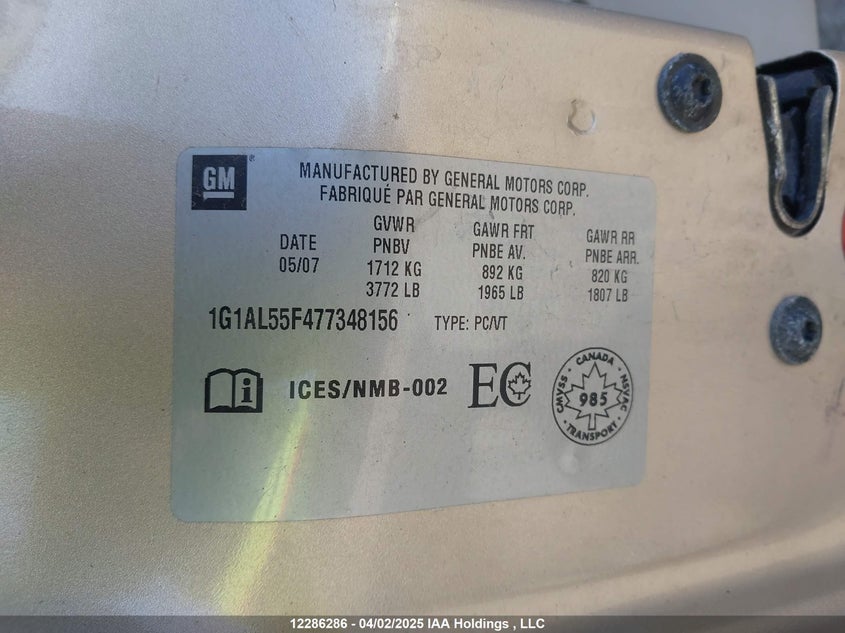 GM
®
MANUFACTURED BY GENERAL MOTORS CORP.
FABRIQUÉ PAR GENERAL MOTORS CORP.
DATE
05/07
GVWR
PNBV
1712 KG
3772 LB
GAWR FRT
PNBE AV.
892 KG
1965 LB
GAWR RR
PNBE ARR.
820 KG
1807 LB
1G1AL55F477348156 TYPE: PC/VT
i
ICES/NMB-002
EC
CANADA
CMVSS
NSVAC
985
TRANSPORT
12286286 - 04/02/2025 IAA Holdings , LLC